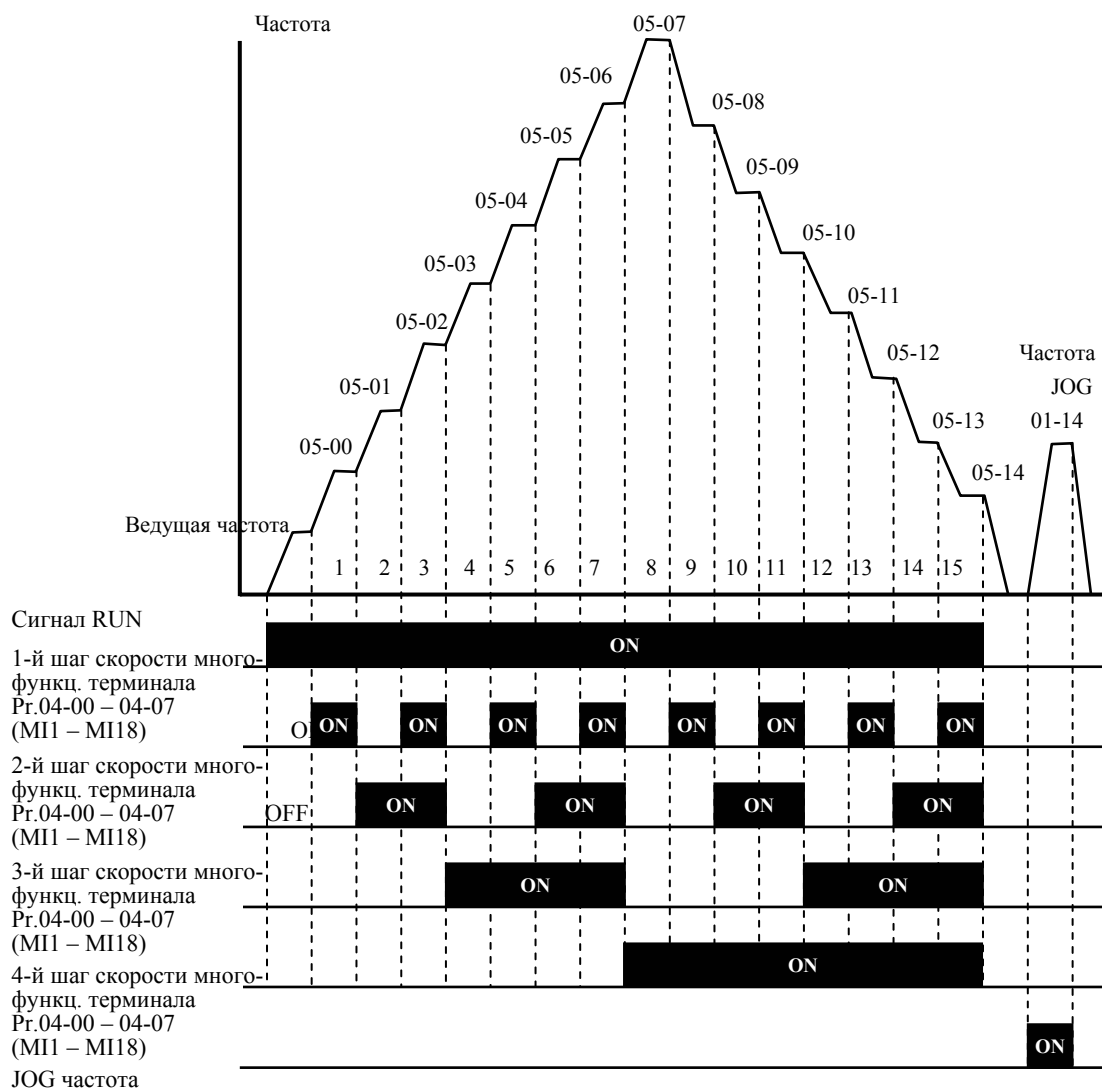 Частота
05-07
05-06
05-08
05-05
05-09
05-04
05-10
05-03
05-11
05-02
05-12
Частота
JOG
05-01
05-13
01-14
05-00
05-14
Ведущая частота
1 2 3 4 5 6 7 8 9 10 11 12 13 14 15
Сигнал RUN
ON
1-й шаг скорости много-
функц. терминала
Pr.04-00 – 04-07
(MI1 – MI18)
ON ON ON ON ON ON ON ON
2-й шаг скорости много-
функц. терминала
Pr.04-00 – 04-07
(MI1 – MI18)
OFF ON ON ON ON
3-й шаг скорости много-
функц. терминала
Pr.04-00 – 04-07
(MI1 – MI18)
ON ON
4-й шаг скорости много-
функц. терминала
Pr.04-00 – 04-07
(MI1 – MI18)
ON
JOG частота
ON